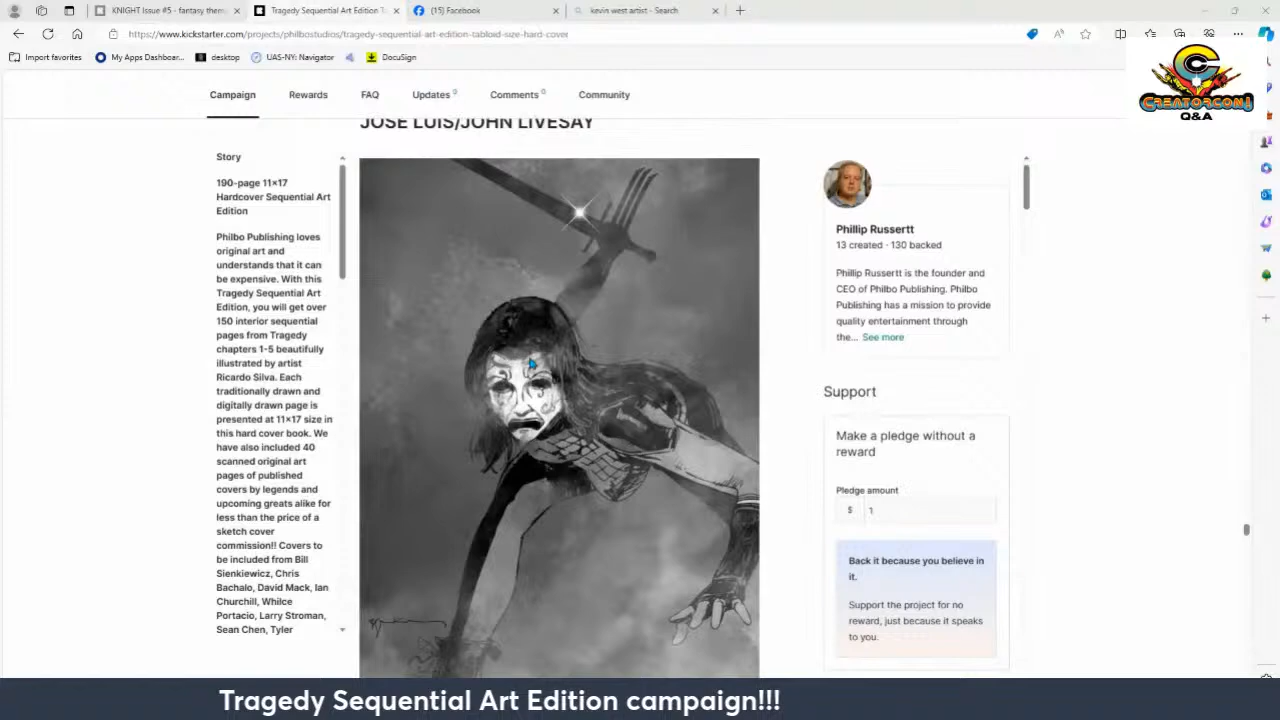 KNIGHT Issue #5 - fantasy them
Tragedy Sequential Art Edition T
(15) Facebook
kevin west artist - Search
https://www.kickstarter.com/projects/philbostudios/tragedy-sequential-art-edition-tabloid-size-hard-cover
Import favorites
My Apps Dashboar...
desktop
UAS-NY: Navigator
DocuSign
C
CREATORCON!
Q&A
Campaign
Rewards
FAQ
Updates 0
Comments 0
Community
JOSE LUIS/JOHN LIVESAY
Story
190-page 11x17
Hardcover Sequential Art
Edition
Philbo Publishing loves
original art and
understands that it can
be expensive. With this
Tragedy Sequential Art
Edition, you will get over
150 interior sequential
pages from Tragedy
chapters 1-5 beautifully
illustrated by artist
Ricardo Silva. Each
traditionally drawn and
digitally drawn page is
presented at 11x17 size in
this hard cover book. We
have also included 40
scanned original art
pages of published
covers by legends and
upcoming greats alike for
less than the price of a
sketch cover
commission!! Covers to
be included from Bill
Sienkiewicz, Chris
Bachalo, David Mack, Ian
Churchill, Whilce
Portacio, Larry Stroman,
Sean Chen, Tyler
Phillip Russertt
13 created · 130 backed
Phillip Russertt is the founder and
CEO of Philbo Publishing. Philbo
Publishing has a mission to provide
quality entertainment through
the... See more
Support
Make a pledge without a
reward
Pledge amount
$ 1
Back it because you believe in
it.
Support the project for no
reward, just because it speaks
to you.
Tragedy Sequential Art Edition campaign!!!